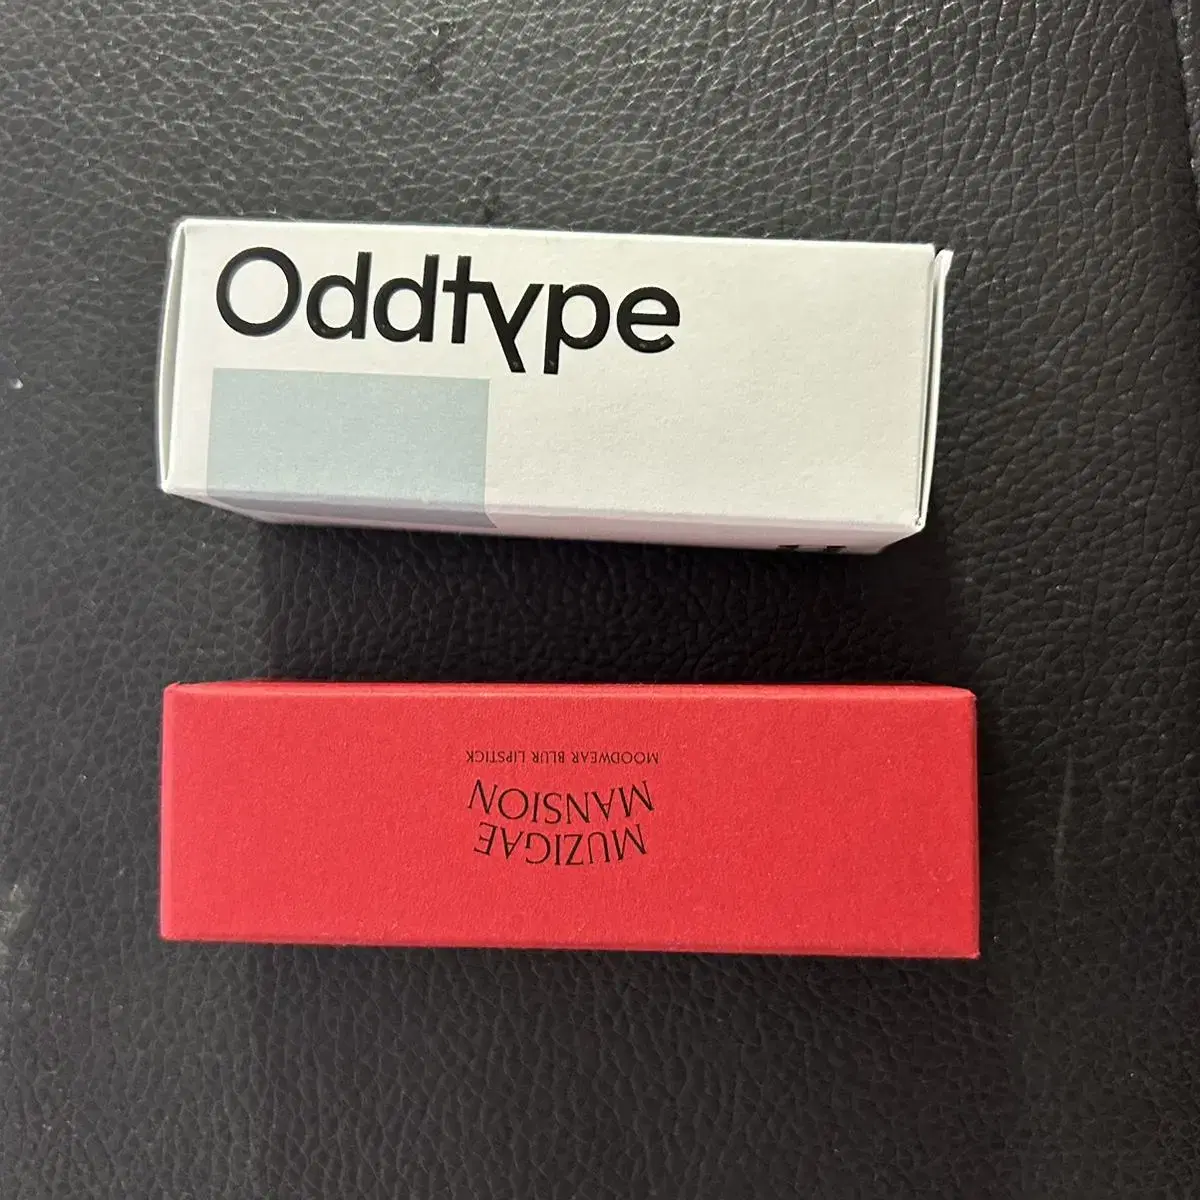 Oddtype
MUZIGAE
MANSION
MOODWEAR BLUR LIPSTICK